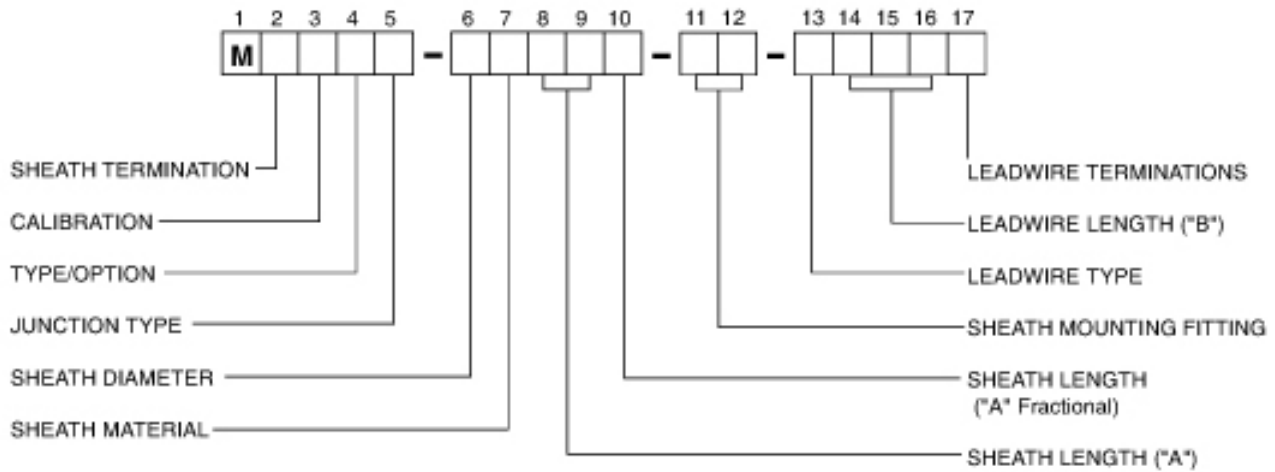 1 2 3 4 5 6 7 8 9 10 11 12 13 14 15 16 17
M - - -
SHEATH TERMINATION
CALIBRATION
TYPE/OPTION
JUNCTION TYPE
SHEATH DIAMETER
SHEATH MATERIAL
LEADWIRE TERMINATIONS
LEADWIRE LENGTH ("B")
LEADWIRE TYPE
SHEATH MOUNTING FITTING
SHEATH LENGTH
("A" Fractional)
SHEATH LENGTH ("A")